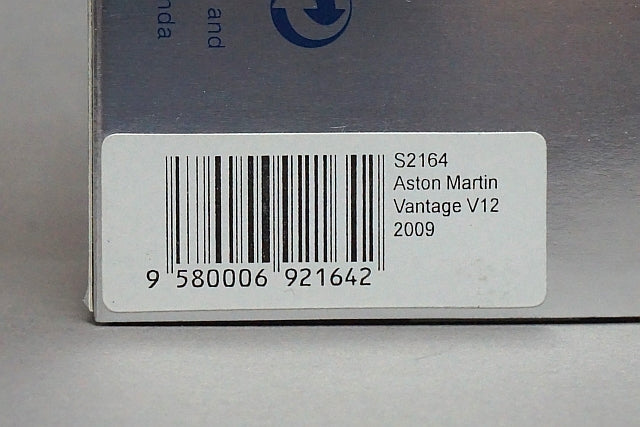 nda
and
S2164
Aston Martin
Vantage V12
2009
9 580006 921642